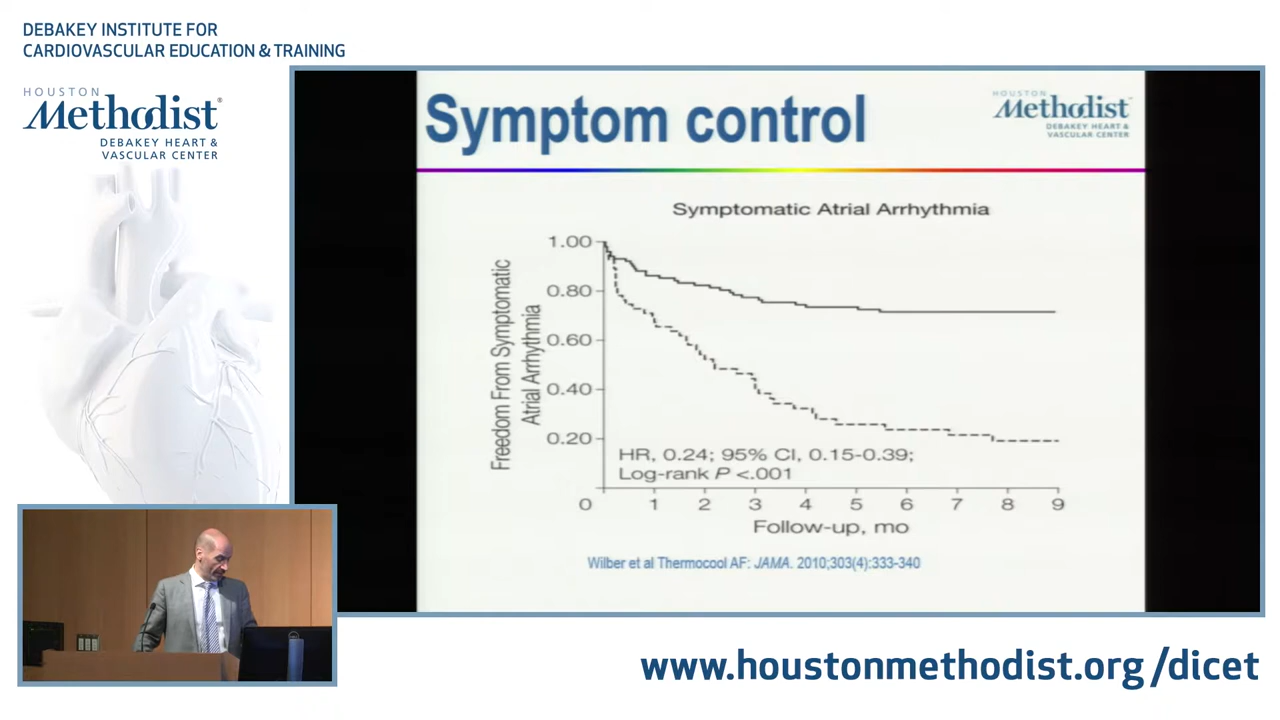 DEBAKEY INSTITUTE FOR
CARDIOVASCULAR EDUCATION & TRAINING
HOUSTON
Methodist®
DEBAKEY HEART &
VASCULAR CENTER
Symptom control
HOUSTON
Methodist
DEBAKEY HEART &
VASCULAR CENTER
Symptomatic Atrial Arrhythmia
Freedom From Symptomatic
Atrial Arrhythmia
1.00
0.80
0.60
0.40
0.20
HR, 0.24; 95% CI, 0.15-0.39;
Log-rank P <.001
0 1 2 3 4 5 6 7 8 9
Follow-up, mo
Wilber et al Thermocool AF: JAMA. 2010;303(4):333-340
www.houstonmethodist.org/dicet